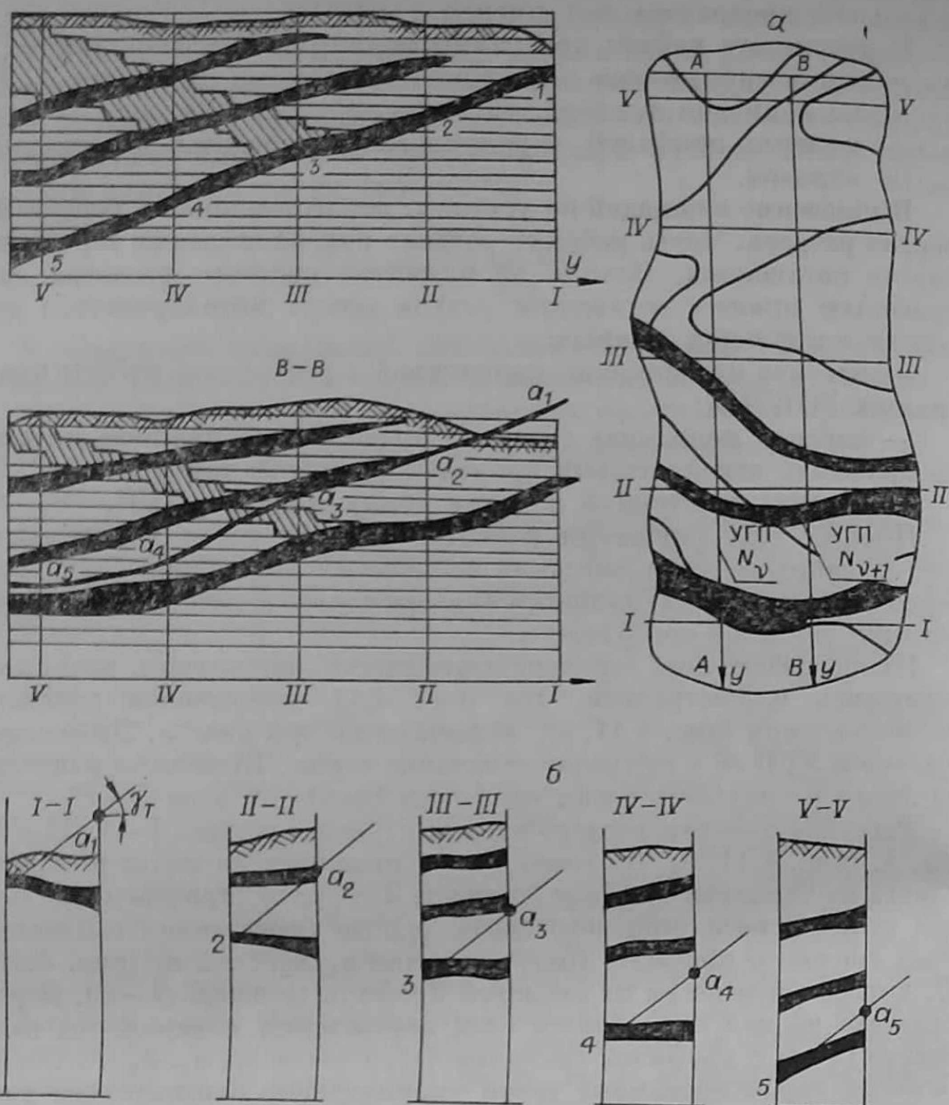 1
2
3
4
5
V IV III II I y
B–B
a₁
a₂
a₃
a₄
a₅
V IV III II I
а
A B
V V
IV IV
III III
II II
УГП Nν УГП Nν+1
I I
A y B y
б
I–I II–II III–III IV–IV V–V
γT
a₁
a₂
2
a₃
3
a₄
4
a₅
5